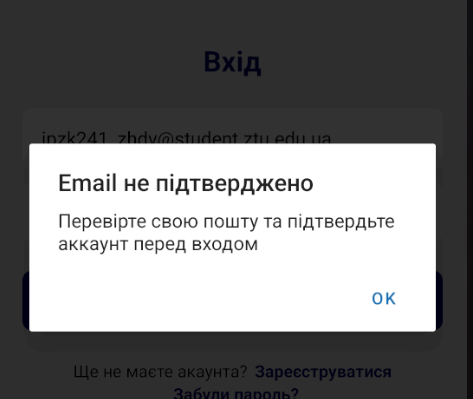 Вхід
ipzk241_zhdv@student.ztu.edu.ua
Email не підтверджено
Перевірте свою пошту та підтвердьте
аккаунт перед входом
OK
Ще не маєте акаунта? Зареєструватися
Забули пароль?